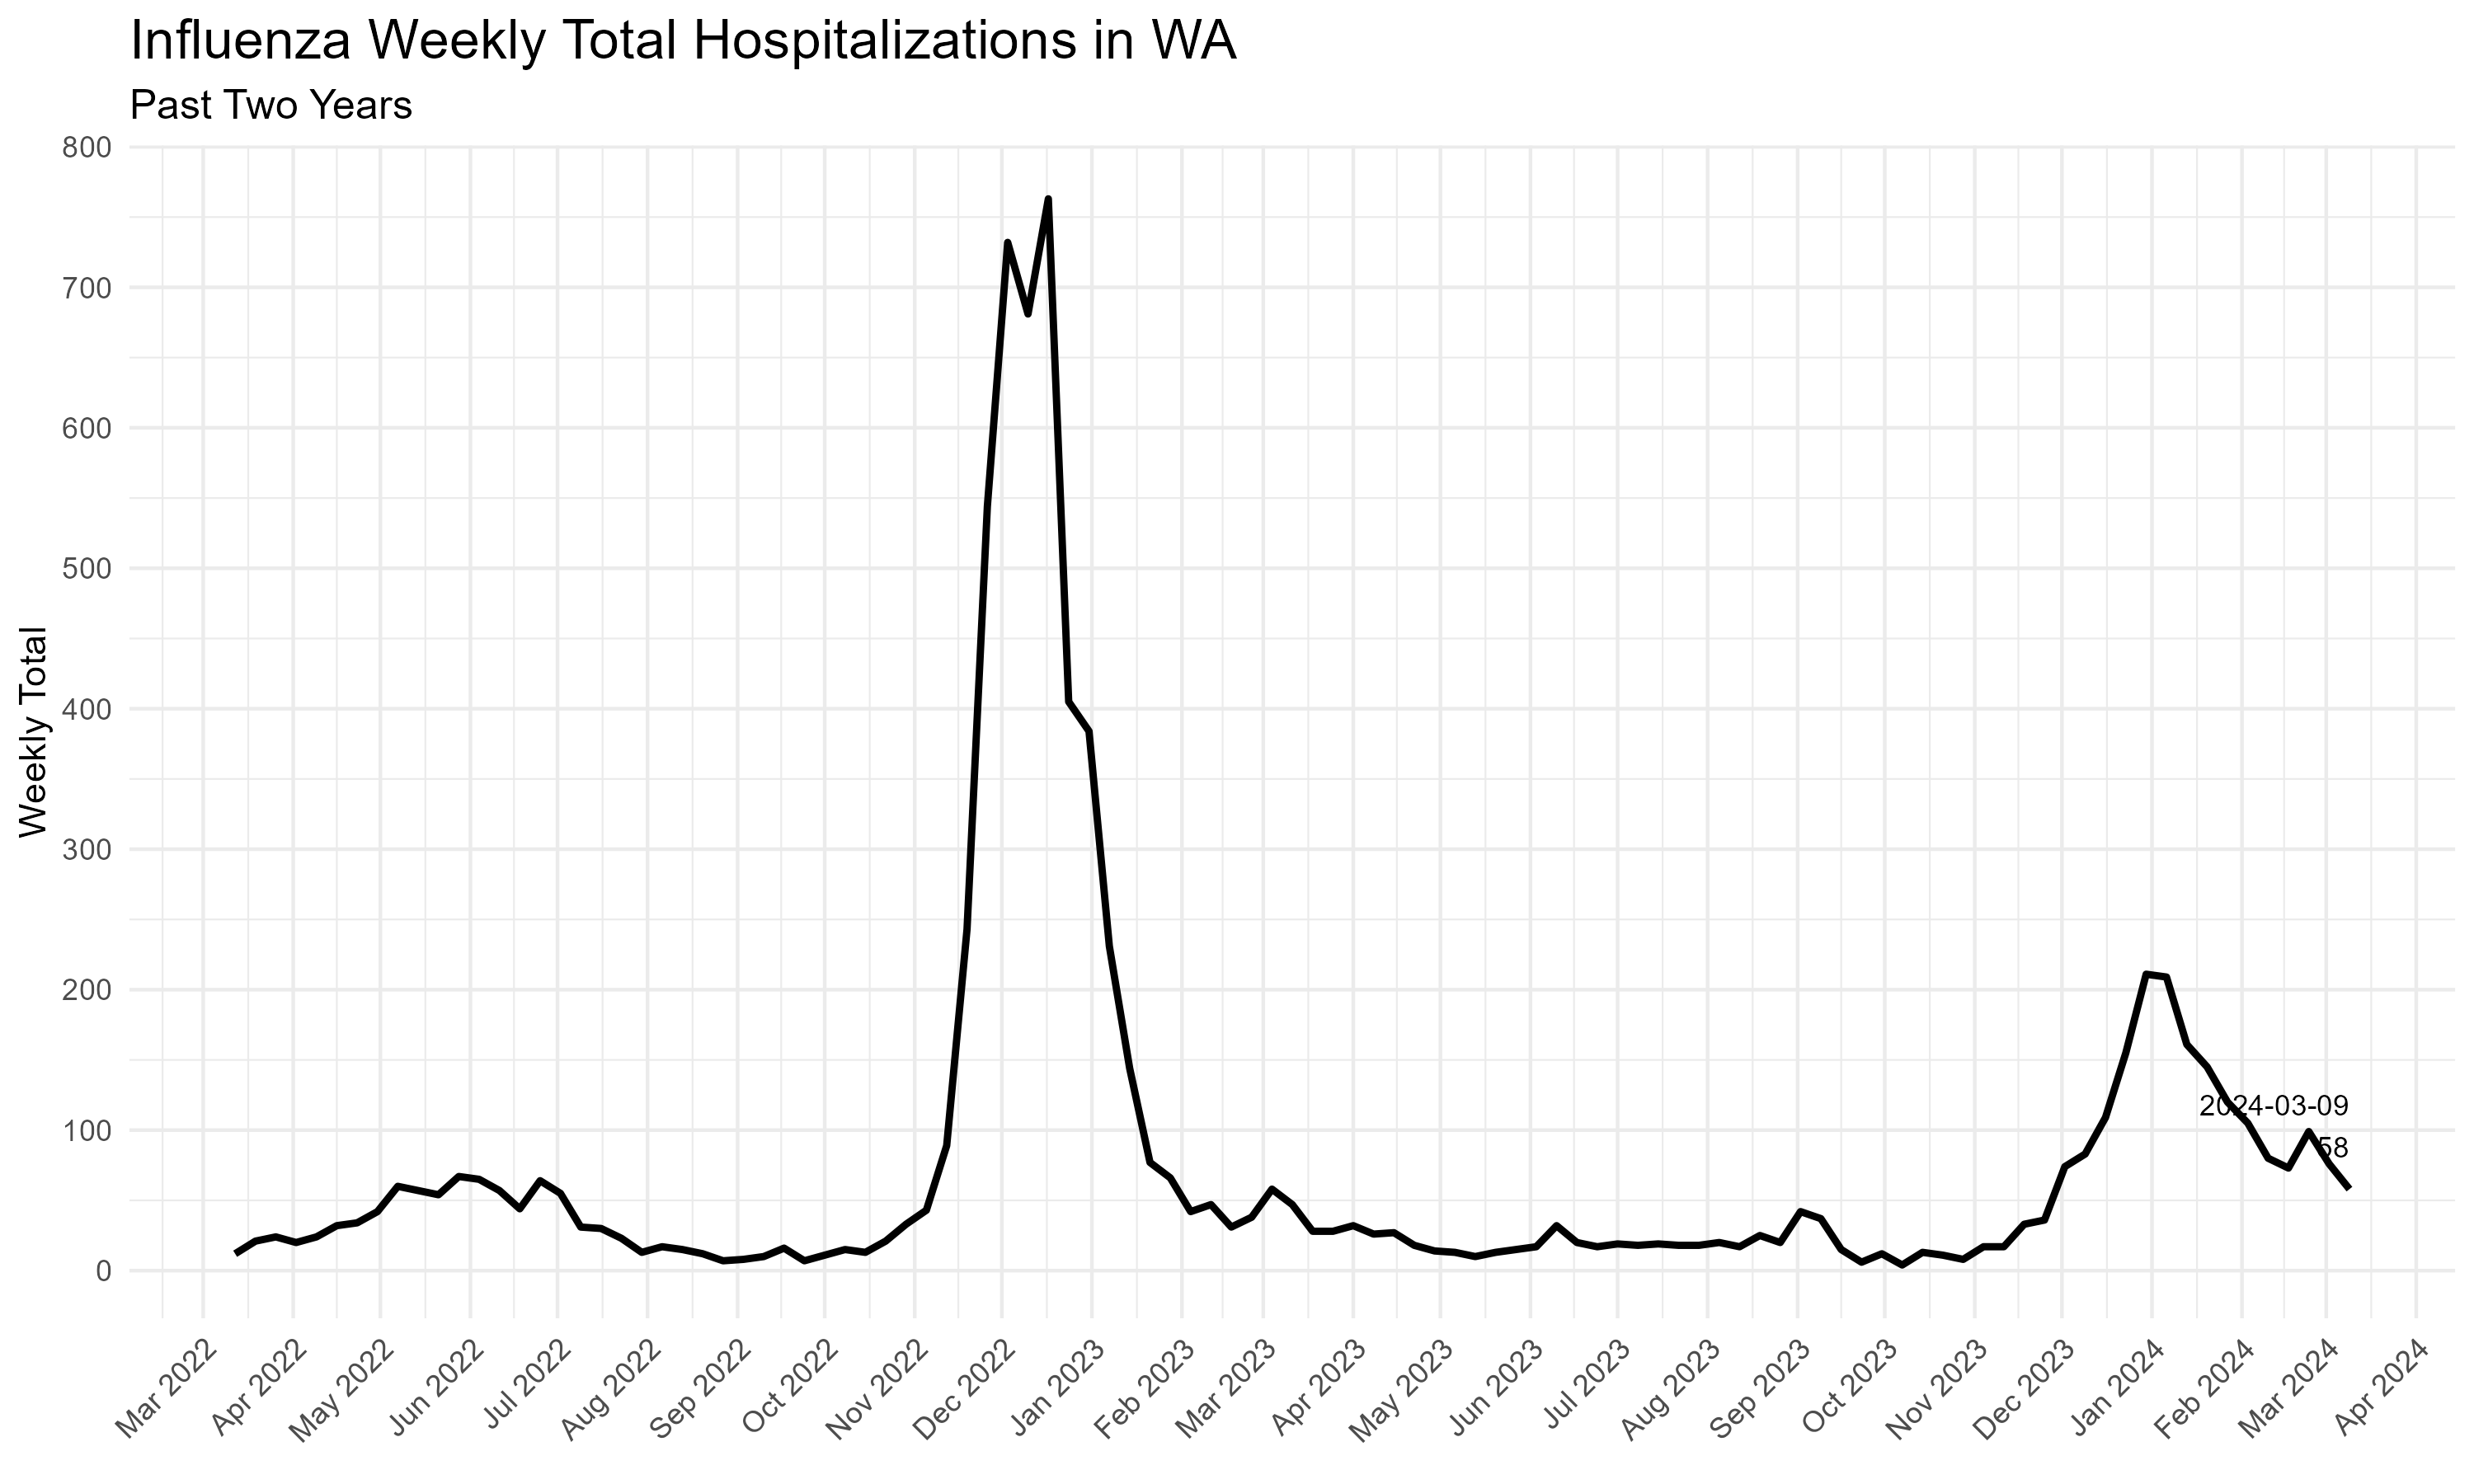 Influenza Weekly Total Hospitalizations in WA
Past Two Years
800
700
600
500
400
300
200
100
0
Weekly Total
2024-03-09
58
Mar 2022
Apr 2022
May 2022
Jun 2022
Jul 2022
Aug 2022
Sep 2022
Oct 2022
Nov 2022
Dec 2022
Jan 2023
Feb 2023
Mar 2023
Apr 2023
May 2023
Jun 2023
Jul 2023
Aug 2023
Sep 2023
Oct 2023
Nov 2023
Dec 2023
Jan 2024
Feb 2024
Mar 2024
Apr 2024